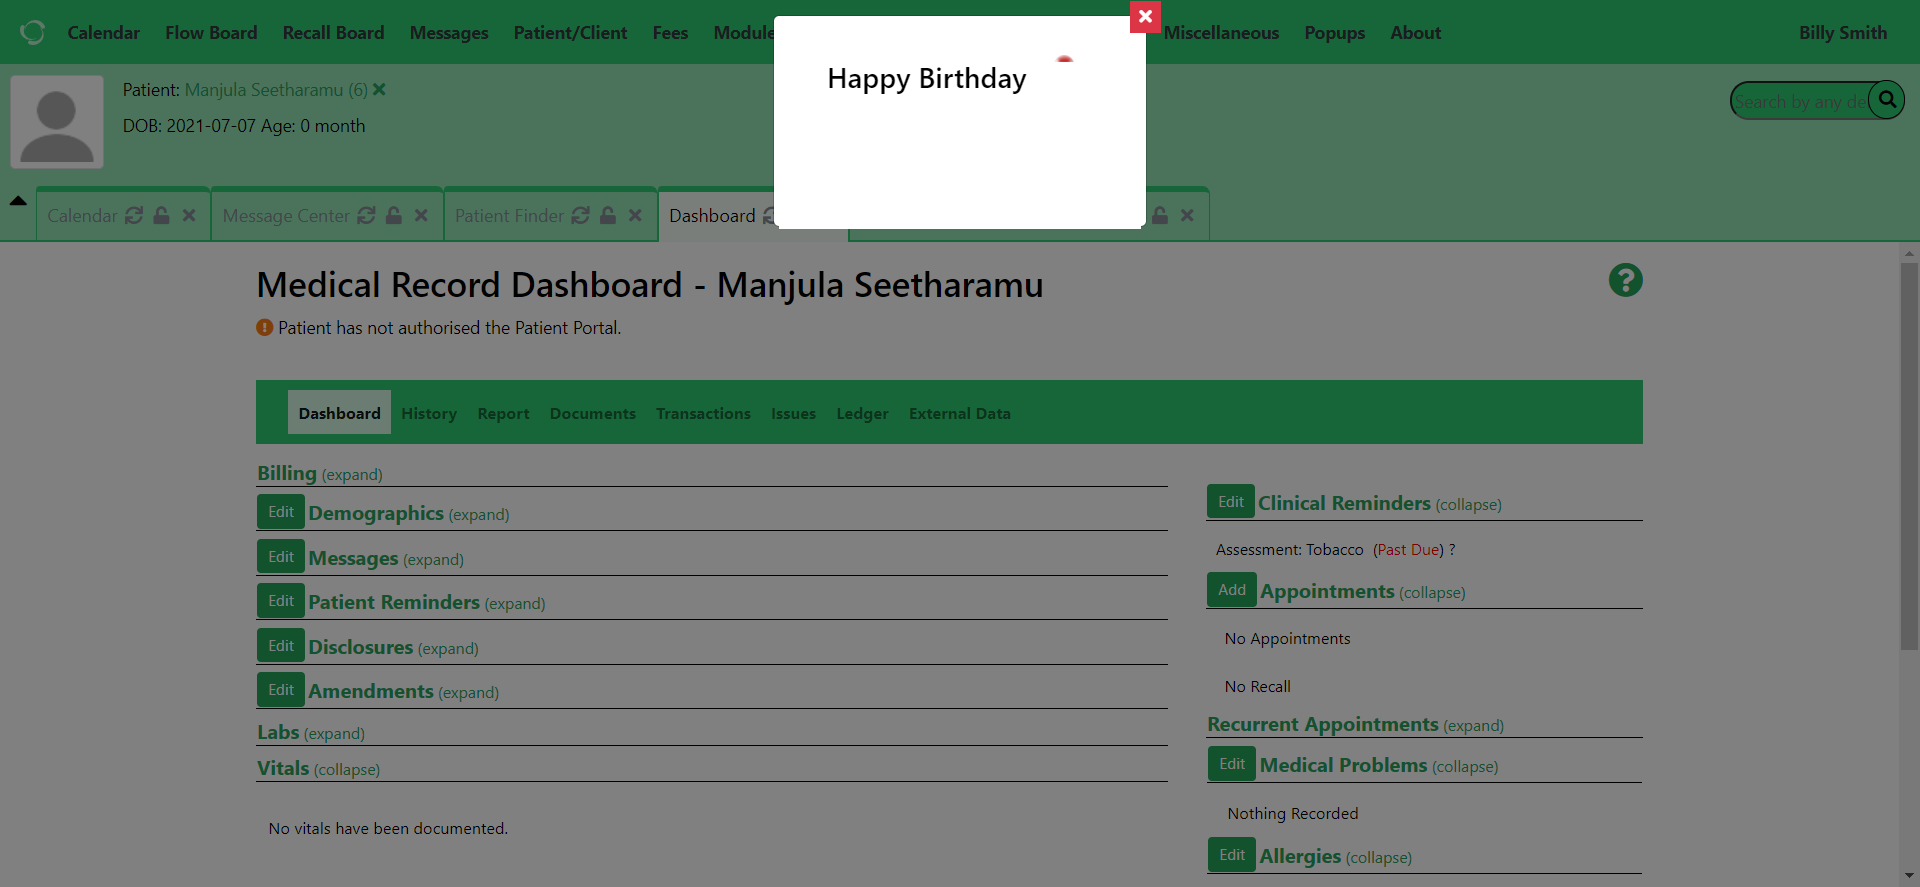 Calendar Flow Board Recall Board Messages Patient/Client Fees Miscellaneous Popups About Billy Smith
Happy Birthday
Patient: Manjula Seetharamu (6)
DOB: 2021-07-07 Age: 0 month
Search by any de
Calendar Message Center Patient Finder Dashboard
Medical Record Dashboard - Manjula Seetharamu
Patient has not authorised the Patient Portal.
Dashboard History Report Documents Transactions Issues Ledger External Data
Billing (expand)
Edit Demographics (expand)
Edit Messages (expand)
Edit Patient Reminders (expand)
Edit Disclosures (expand)
Edit Amendments (expand)
Labs (expand)
Vitals (collapse)
No vitals have been documented.
Edit Clinical Reminders (collapse)
Assessment: Tobacco (Past Due) ?
Add Appointments (collapse)
No Appointments
No Recall
Recurrent Appointments (expand)
Edit Medical Problems (collapse)
Nothing Recorded
Edit Allergies (collapse)